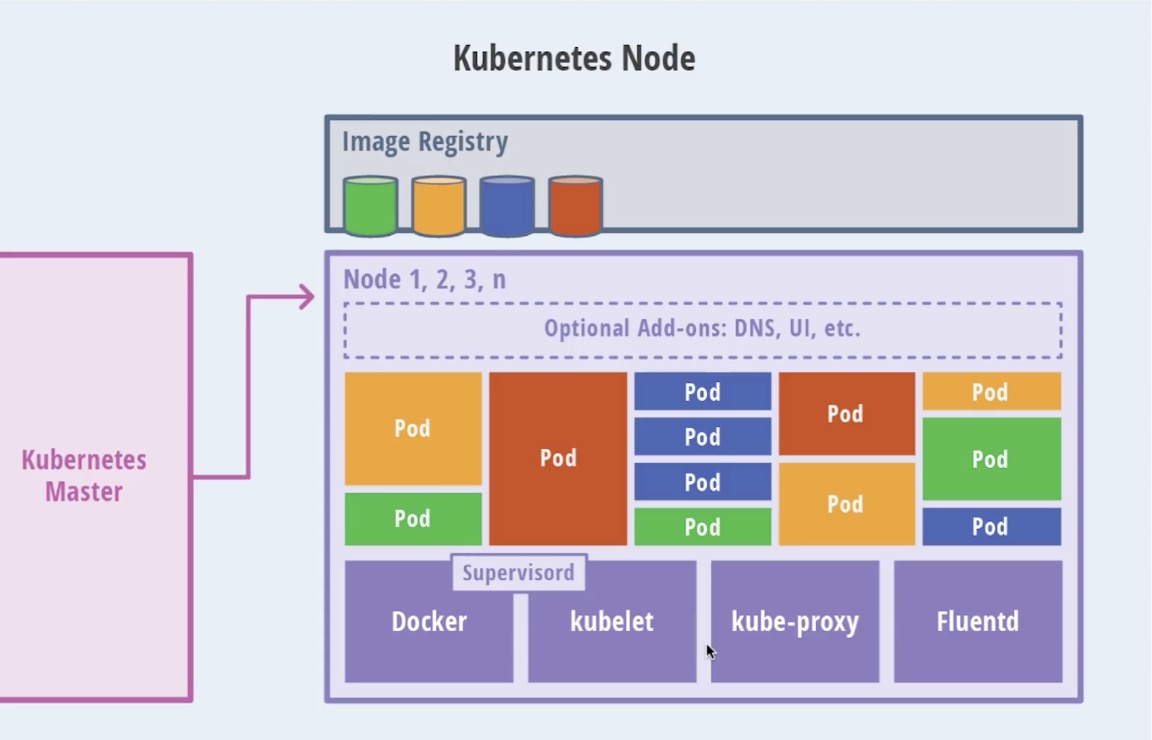 Kubernetes Node
Image Registry
Kubernetes
Master
Node 1, 2, 3, n
Optional Add-ons: DNS, UI, etc.
Pod
Pod
Pod
Pod
Pod
Pod
Pod
Pod
Pod
Pod
Pod
Pod
Supervisord
Docker
kubelet
kube-proxy
Fluentd